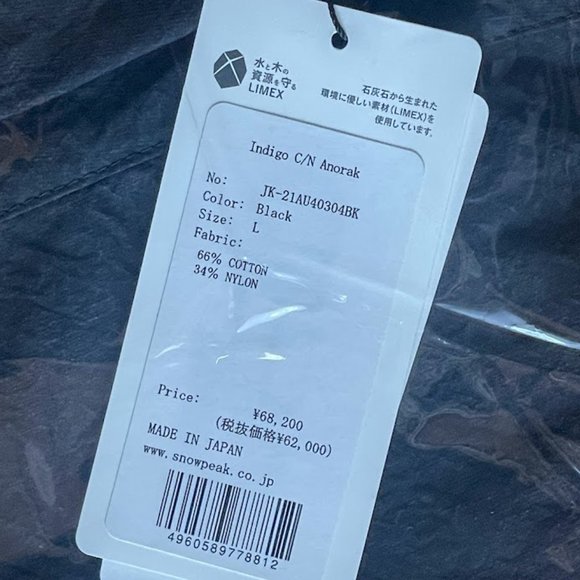 水と木の
資源を守る
LIMEX
石灰石から生まれた
環境に優しい素材(LIMEX)を
使用しています。
Indigo C/N Anorak
No: JK-21AU40304BK
Color: Black
Size: L
Fabric:
66% COTTON
34% NYLON
Price: ¥68,200
(税抜価格¥62,000)
MADE IN JAPAN
www.snowpeak.co.jp
4960589778812